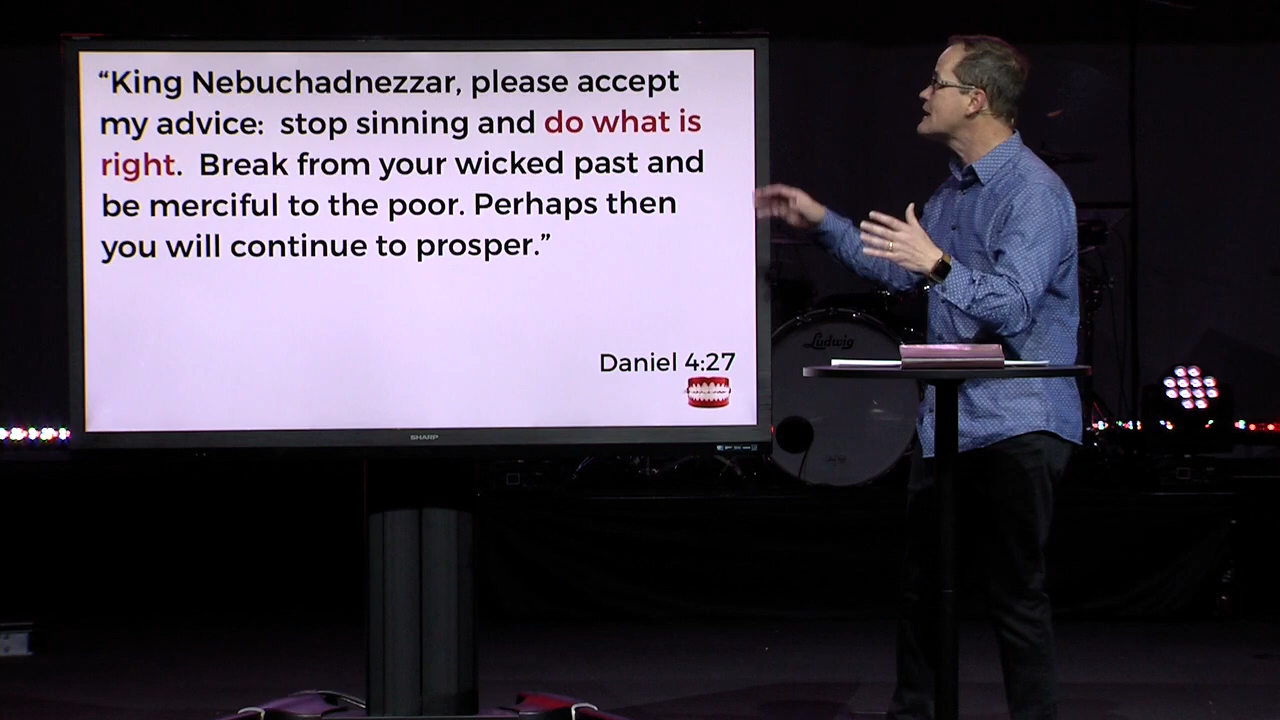 “King Nebuchadnezzar, please accept
my advice:  stop sinning and do what is
right.  Break from your wicked past and
be merciful to the poor. Perhaps then
you will continue to prosper.”
Daniel 4:27
SHARP
Ludwig